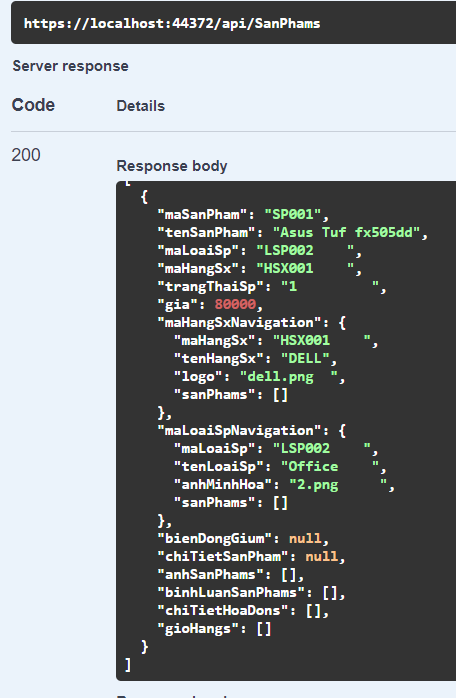 https://localhost:44372/api/SanPhams
Server response
Code Details
200
Response body
[
{
"maSanPham": "SP001",
"tenSanPham": "Asus Tuf fx505dd",
"maLoaiSp": "LSP002    ",
"maHangSx": "HSX001    ",
"trangThaiSp": "1         ",
"gia": 80000,
"maHangSxNavigation": {
"maHangSx": "HSX001    ",
"tenHangSx": "DELL",
"logo": "dell.png  ",
"sanPhams": []
},
"maLoaiSpNavigation": {
"maLoaiSp": "LSP002    ",
"tenLoaiSp": "Office    ",
"anhMinhHoa": "2.png     ",
"sanPhams": []
},
"bienDongGium": null,
"chiTietSanPham": null,
"anhSanPhams": [],
"binhLuanSanPhams": [],
"chiTietHoaDons": [],
"gioHangs": []
}
]